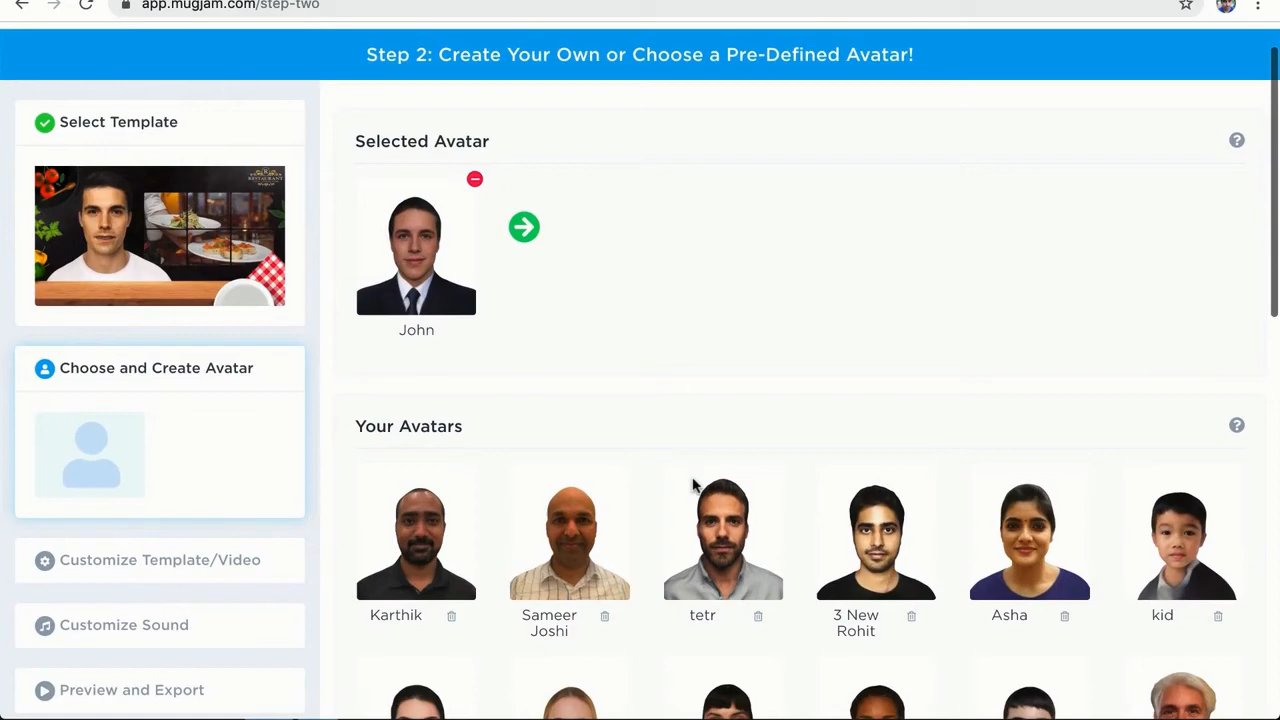 app.mugjam.com/step-two
Step 2: Create Your Own or Choose a Pre-Defined Avatar!
Select Template
RESTAURANT
Choose and Create Avatar
Customize Template/Video
Customize Sound
Preview and Export
Selected Avatar
John
Your Avatars
Karthik
Sameer
Joshi
tetr
3 New
Rohit
Asha
kid